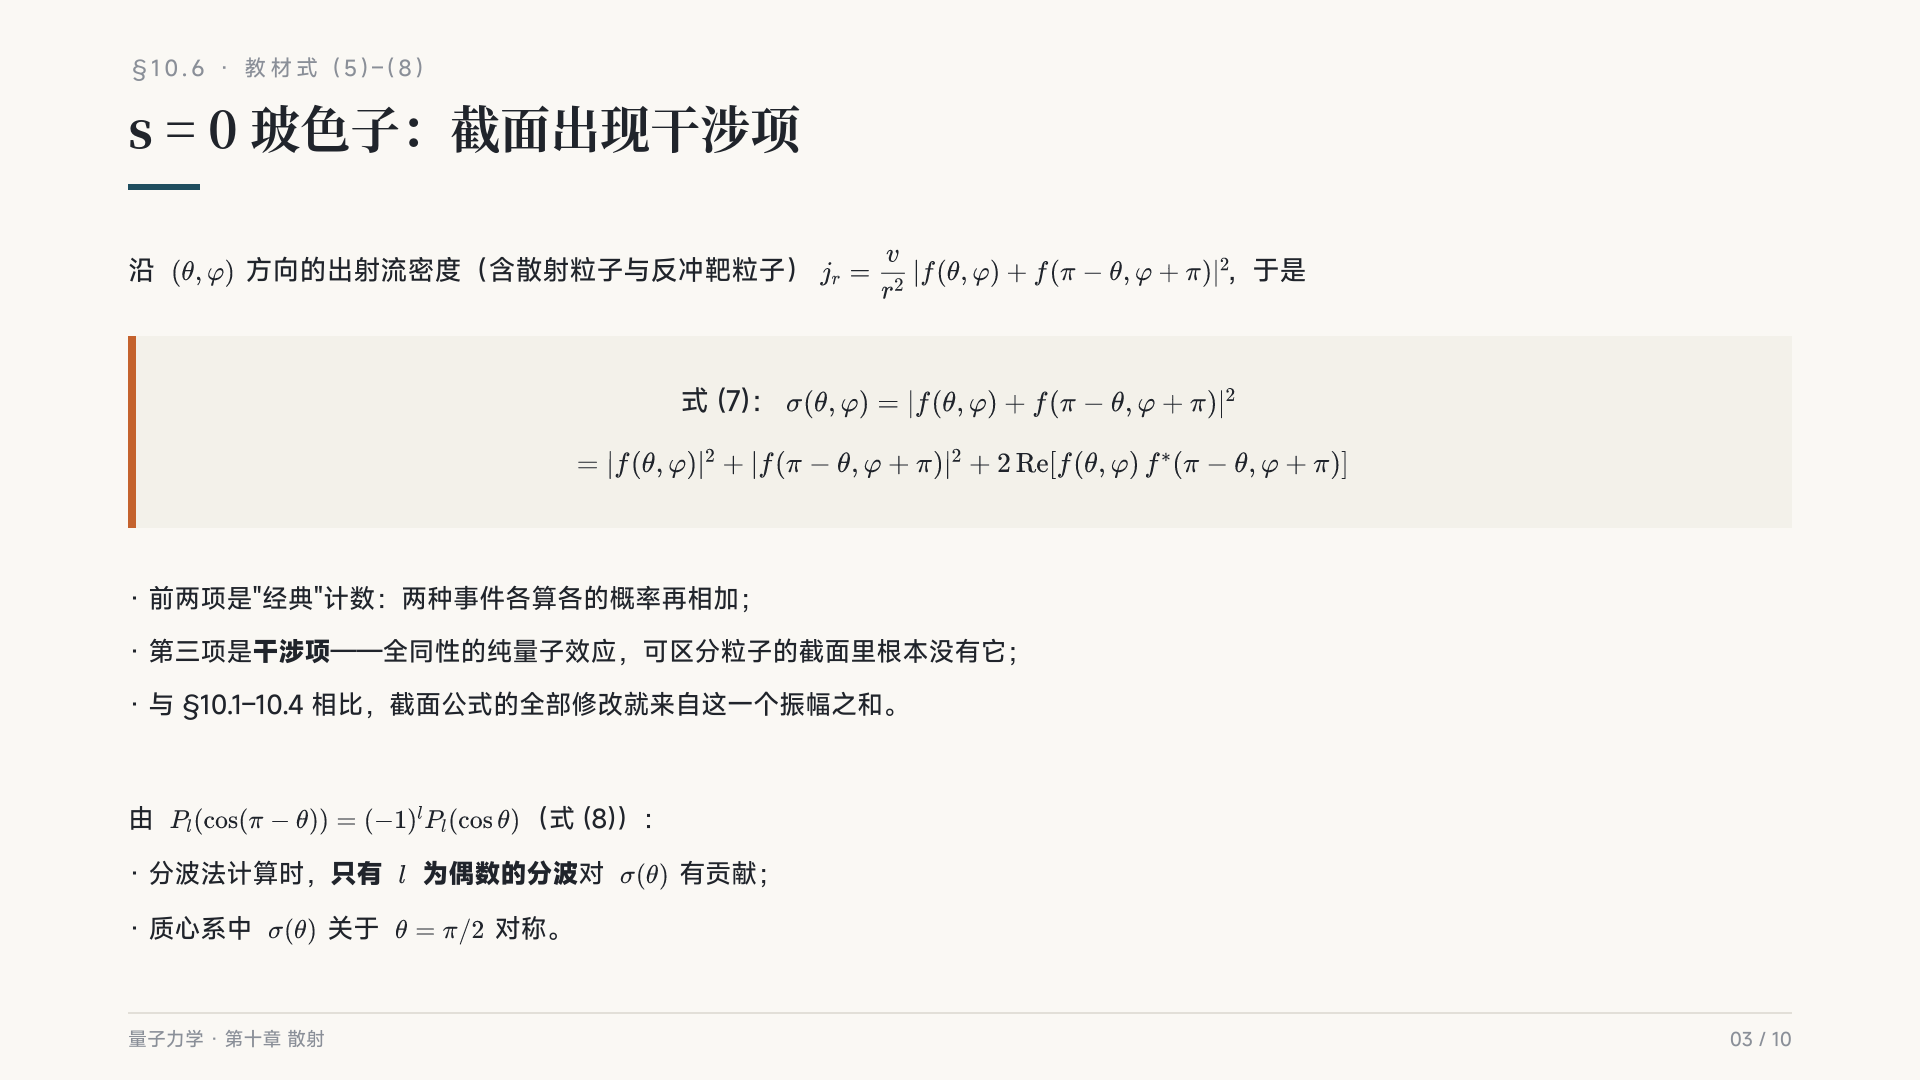 §10.6 · 教材式 (5)–(8)
s = 0 玻色子：截面出现干涉项
沿 (θ, φ) 方向的出射流密度（含散射粒子与反冲靶粒子） j_r = v/r² |f(θ, φ) + f(π − θ, φ + π)|²，于是
式 (7)： σ(θ, φ) = |f(θ, φ) + f(π − θ, φ + π)|²
= |f(θ, φ)|² + |f(π − θ, φ + π)|² + 2 Re[f(θ, φ) f*(π − θ, φ + π)]
· 前两项是"经典"计数：两种事件各算各的概率再相加；
· 第三项是干涉项——全同性的纯量子效应，可区分粒子的截面里根本没有它；
· 与 §10.1–10.4 相比，截面公式的全部修改就来自这一个振幅之和。
由 P_l(cos(π − θ)) = (−1)^l P_l(cos θ)（式 (8)）：
· 分波法计算时，只有 l 为偶数的分波对 σ(θ) 有贡献；
· 质心系中 σ(θ) 关于 θ = π/2 对称。
量子力学 · 第十章 散射
03 / 10